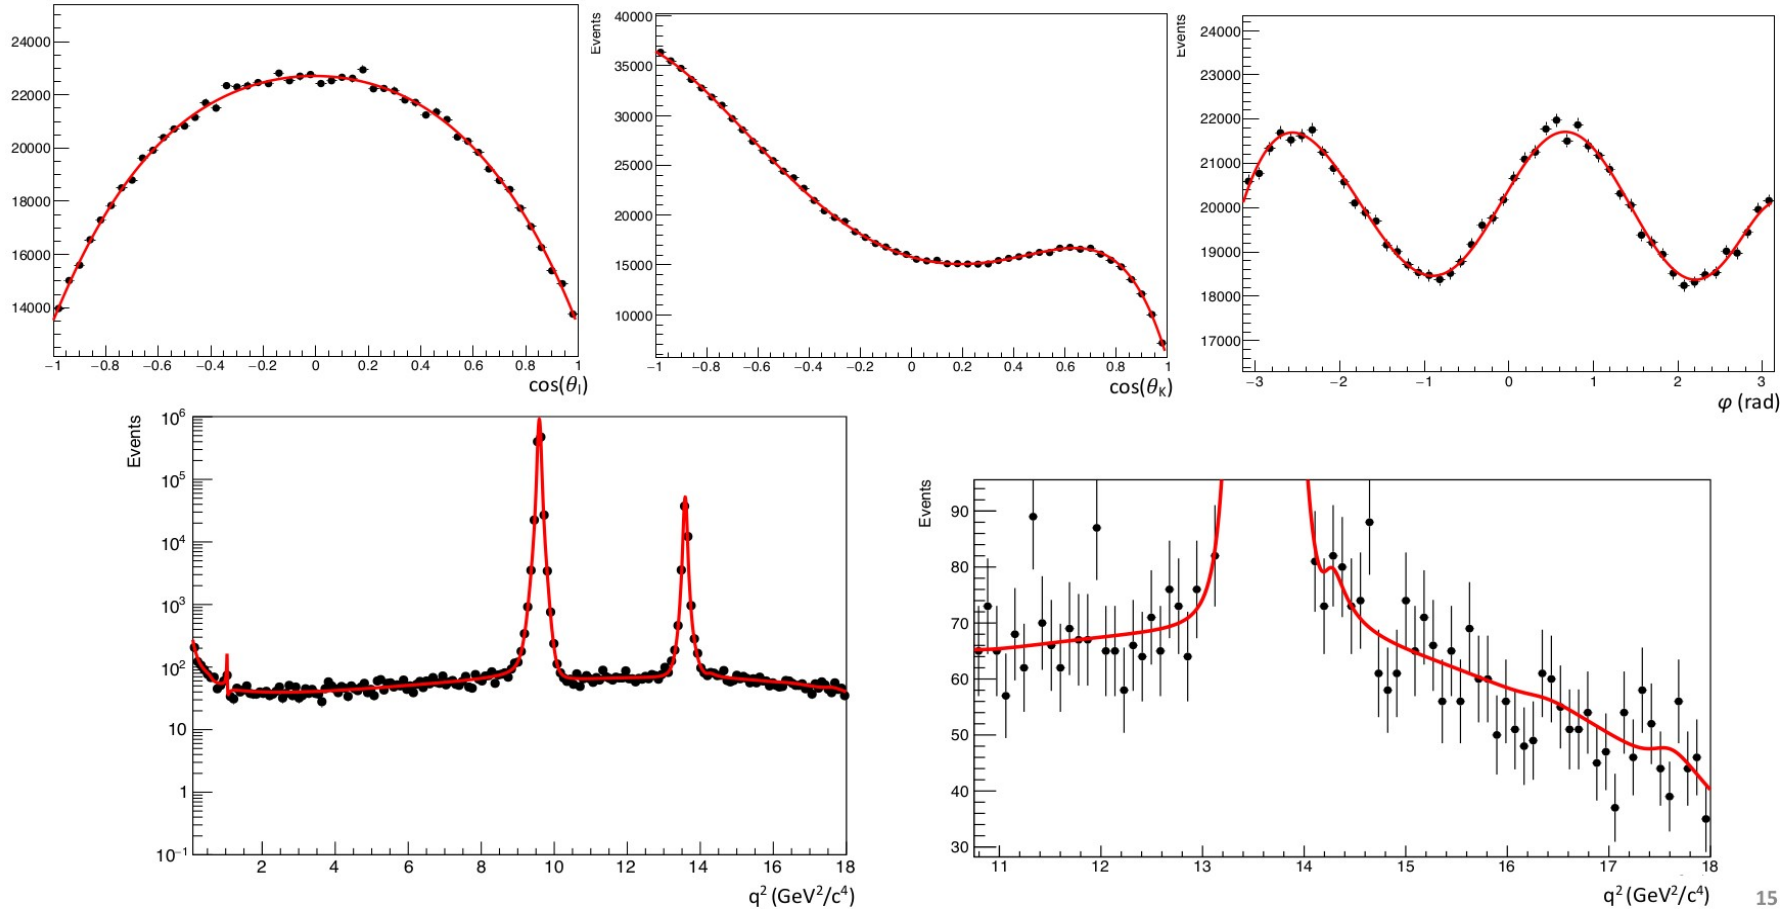 24000
22000
20000
18000
16000
14000
−1 −0.8 −0.6 −0.4 −0.2 0 0.2 0.4 0.6 0.8 1
cos(θl)
Events
40000
35000
30000
25000
20000
15000
10000
−1 −0.8 −0.6 −0.4 −0.2 0 0.2 0.4 0.6 0.8 1
cos(θK)
Events
24000
23000
22000
21000
20000
19000
18000
17000
−3 −2 −1 0 1 2 3
φ (rad)
Events
10⁶
10⁵
10⁴
10³
10²
10
1
10⁻¹
2 4 6 8 10 12 14 16 18
q² (GeV²/c⁴)
Events
90
80
70
60
50
40
30
11 12 13 14 15 16 17 18
q² (GeV²/c⁴)
15